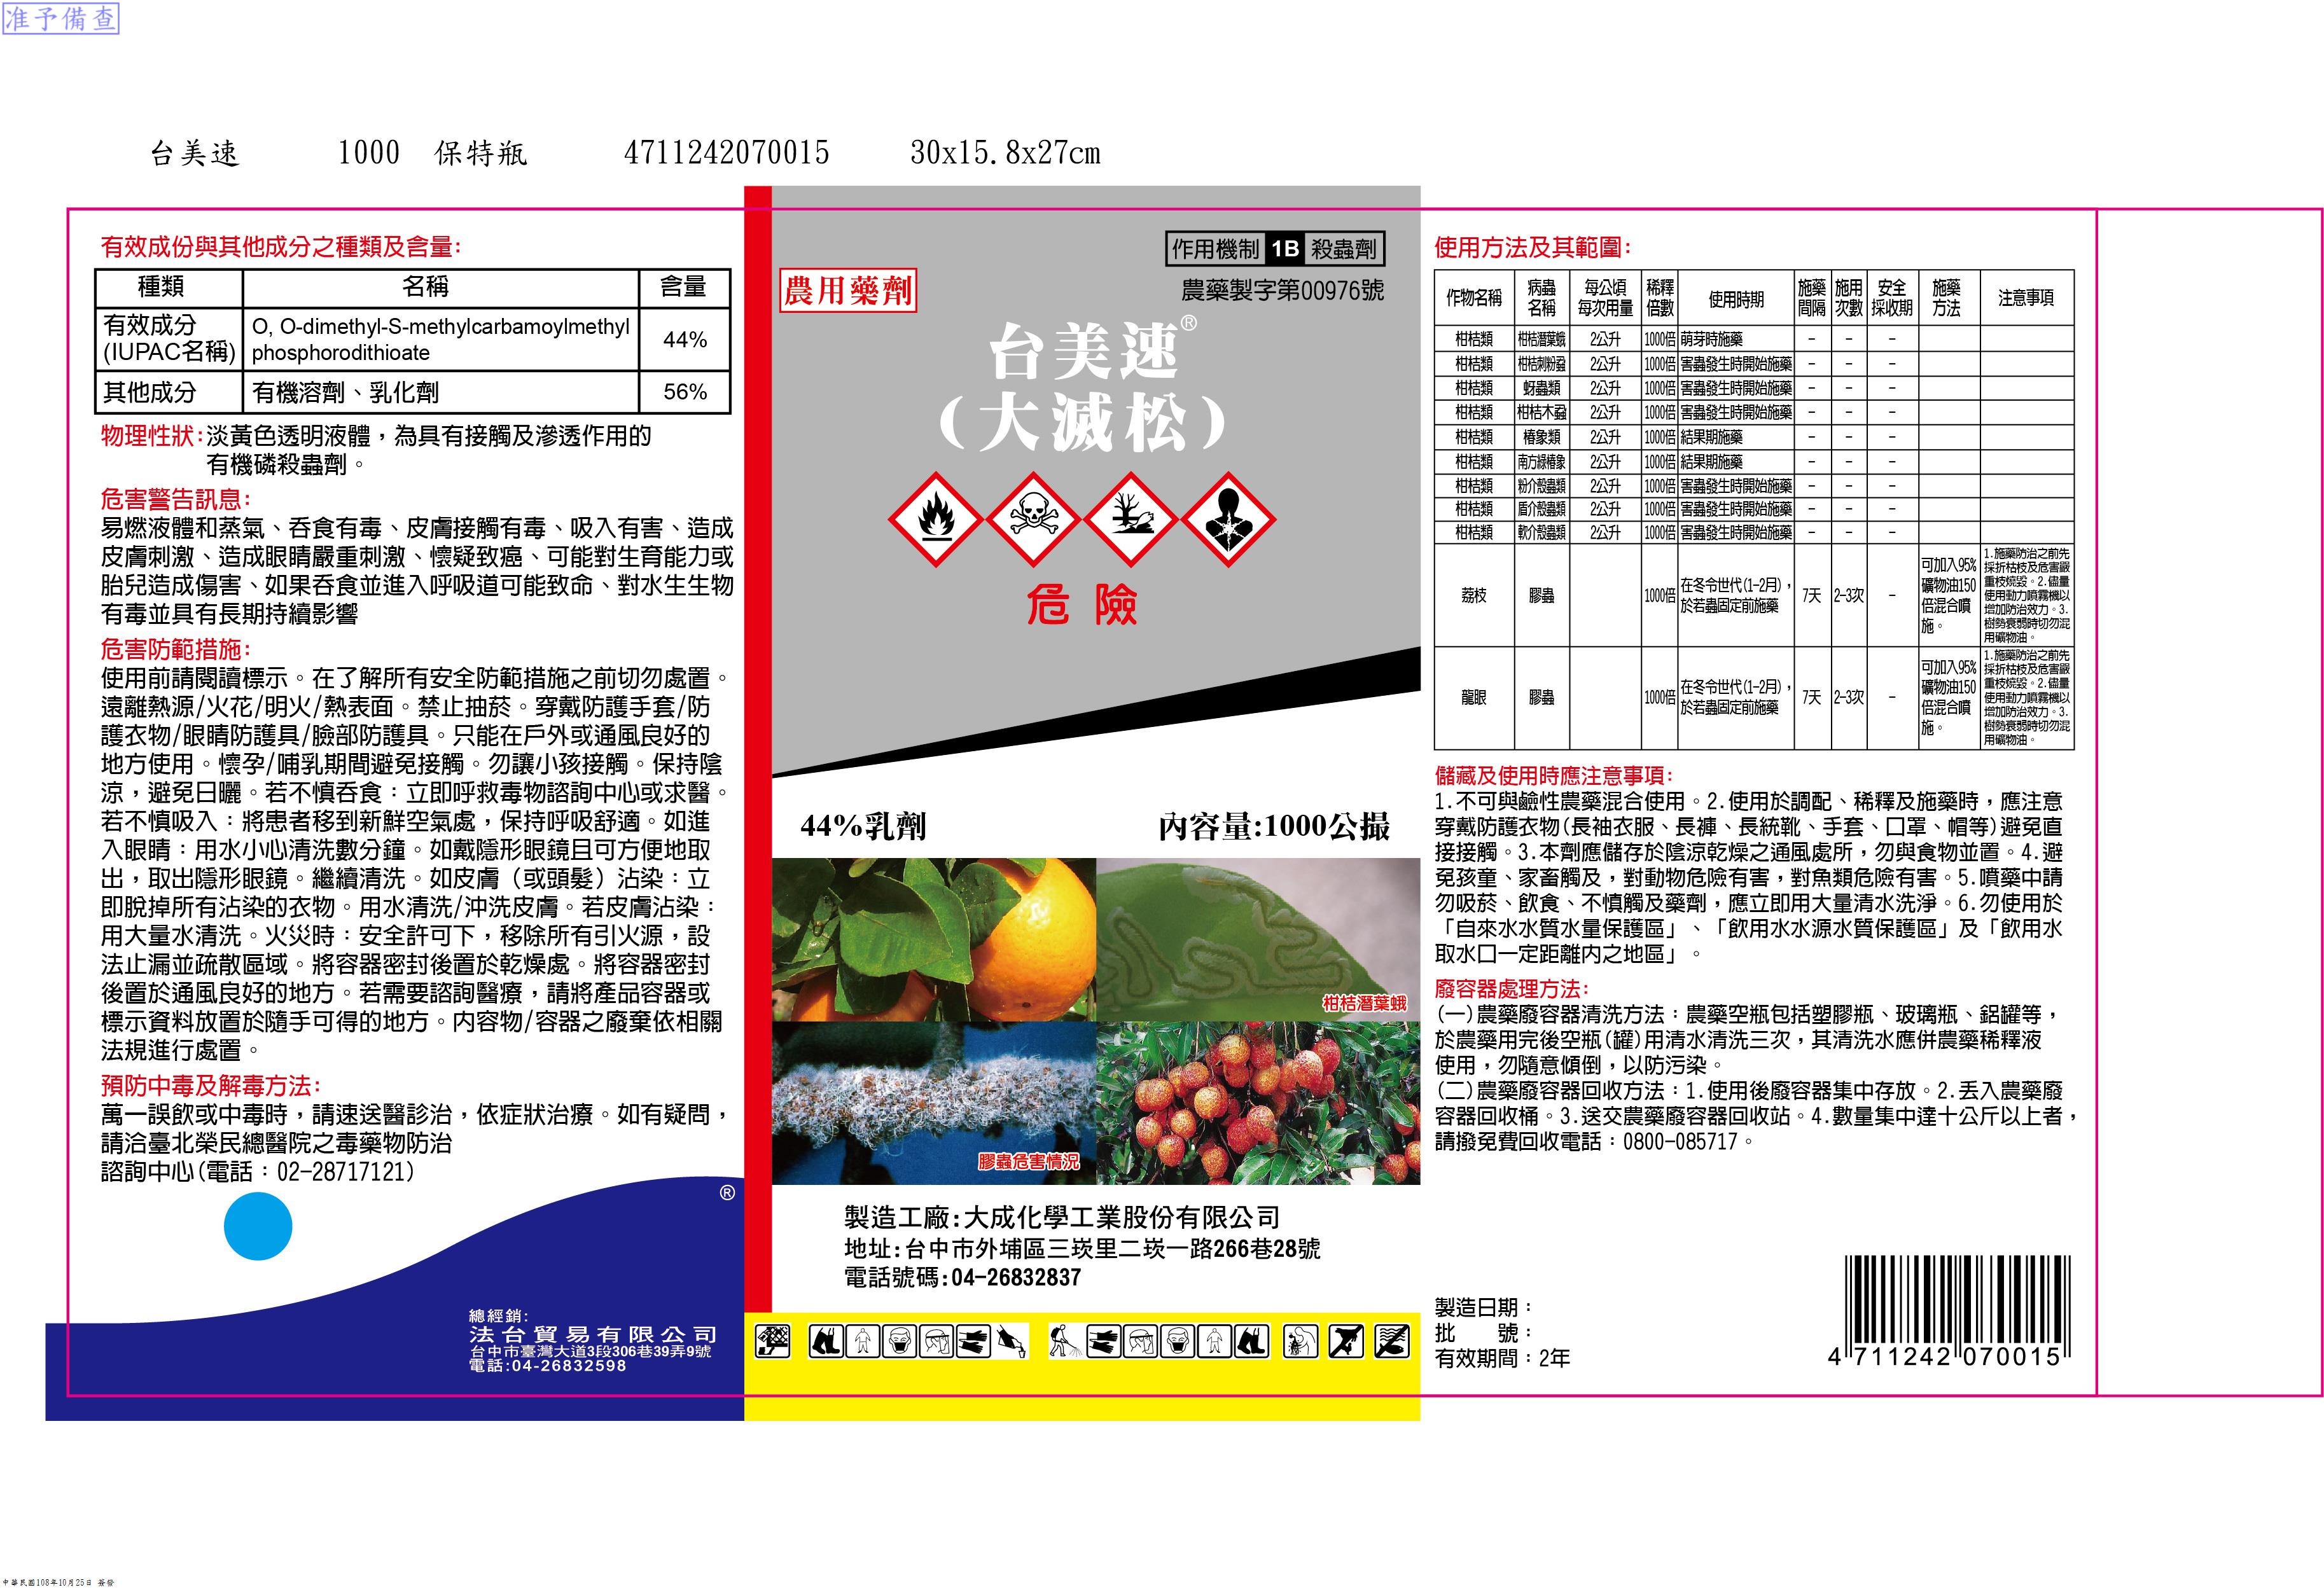 准予備查
台美速 1000 保特瓶 4711242070015 30x15.8x27cm
有效成份與其他成分之種類及含量:
種類 名稱 含量
有效成分 (IUPAC名稱) O, O-dimethyl-S-methylcarbamoylmethyl phosphorodithioate 44%
其他成分 有機溶劑、乳化劑 56%
物理性狀:淡黃色透明液體，為具有接觸及滲透作用的
有機磷殺蟲劑。
危害警告訊息:
易燃液體和蒸氣、吞食有毒、皮膚接觸有毒、吸入有害、造成
皮膚刺激、造成眼睛嚴重刺激、懷疑致癌、可能對生育能力或
胎兒造成傷害、如果吞食並進入呼吸道可能致命、對水生生物
有毒並具有長期持續影響
危害防範措施:
使用前請閱讀標示。在了解所有安全防範措施之前切勿處置。
遠離熱源/火花/明火/熱表面。禁止抽菸。穿戴防護手套/防
護衣物/眼睛防護具/臉部防護具。只能在戶外或通風良好的
地方使用。懷孕/哺乳期間避免接觸。勿讓小孩接觸。保持陰
涼，避免日曬。若不慎吞食：立即呼救毒物諮詢中心或求醫。
若不慎吸入：將患者移到新鮮空氣處，保持呼吸舒適。如進
入眼睛：用水小心清洗數分鐘。如戴隱形眼鏡且可方便地取
出，取出隱形眼鏡。繼續清洗。如皮膚（或頭髮）沾染：立
即脫掉所有沾染的衣物。用水清洗/沖洗皮膚。若皮膚沾染：
用大量水清洗。火災時：安全許可下，移除所有引火源，設
法止漏並疏散區域。將容器密封後置於乾燥處。將容器密封
後置於通風良好的地方。若需要諮詢醫療，請將產品容器或
標示資料放置於隨手可得的地方。內容物/容器之廢棄依相關
法規進行處置。
預防中毒及解毒方法:
萬一誤飲或中毒時，請速送醫診治，依症狀治療。如有疑問，
請洽臺北榮民總醫院之毒藥物防治
諮詢中心(電話：02-28717121)
®
總經銷:
法台貿易有限公司
台中市臺灣大道3段306巷39弄9號
電話:04-26832598
作用機制 1B 殺蟲劑
農藥製字第00976號
農用藥劑
台美速®
(大滅松)
危險
44%乳劑 內容量:1000公撮
柑桔潛葉蛾
膠蟲危害情況
製造工廠:大成化學工業股份有限公司
地址:台中市外埔區三崁里二崁一路266巷28號
電話號碼:04-26832837
使用方法及其範圍:
作物名稱 病蟲名稱 每公頃每次用量 稀釋倍數 使用時期 施藥間隔 施用次數 安全採收期 施藥方法 注意事項
柑桔類 柑桔潛葉蛾 2公升 1000倍 萌芽時施藥 - - -
柑桔類 柑桔刺粉蝨 2公升 1000倍 害蟲發生時開始施藥 - - -
柑桔類 蚜蟲類 2公升 1000倍 害蟲發生時開始施藥 - - -
柑桔類 柑桔木蝨 2公升 1000倍 害蟲發生時開始施藥 - - -
柑桔類 椿象類 2公升 1000倍 結果期施藥 - - -
柑桔類 南方綠椿象 2公升 1000倍 結果期施藥 - - -
柑桔類 粉介殼蟲類 2公升 1000倍 害蟲發生時開始施藥 - - -
柑桔類 盾介殼蟲類 2公升 1000倍 害蟲發生時開始施藥 - - -
柑桔類 軟介殼蟲類 2公升 1000倍 害蟲發生時開始施藥 - - -
荔枝 膠蟲 1000倍 在冬令世代(1-2月)，於若蟲固定前施藥 7天 2-3次 - 可加入95%礦物油150倍混合噴施。 1.施藥防治之前先採折枯枝及危害嚴重枝燒毀。2.儘量使用動力噴霧機以增加防治效力。3.樹勢衰弱時切勿混用礦物油。
龍眼 膠蟲 1000倍 在冬令世代(1-2月)，於若蟲固定前施藥 7天 2-3次 - 可加入95%礦物油150倍混合噴施。 1.施藥防治之前先採折枯枝及危害嚴重枝燒毀。2.儘量使用動力噴霧機以增加防治效力。3.樹勢衰弱時切勿混用礦物油。
儲藏及使用時應注意事項:
1.不可與鹼性農藥混合使用。2.使用於調配、稀釋及施藥時，應注意
穿戴防護衣物(長袖衣服、長褲、長統靴、手套、口罩、帽等)避免直
接接觸。3.本劑應儲存於陰涼乾燥之通風處所，勿與食物並置。4.避
免孩童、家畜觸及，對動物危險有害，對魚類危險有害。5.噴藥中請
勿吸菸、飲食、不慎觸及藥劑，應立即用大量清水洗淨。6.勿使用於
「自來水水質水量保護區」、「飲用水水源水質保護區」及「飲用水
取水口一定距離內之地區」。
廢容器處理方法:
(一)農藥廢容器清洗方法：農藥空瓶包括塑膠瓶、玻璃瓶、鋁罐等，
於農藥用完後空瓶(罐)用清水清洗三次，其清洗水應併農藥稀釋液
使用，勿隨意傾倒，以防污染。
(二)農藥廢容器回收方法：1.使用後廢容器集中存放。2.丟入農藥廢
容器回收桶。3.送交農藥廢容器回收站。4.數量集中達十公斤以上者，
請撥免費回收電話：0800-085717。
製造日期：
批 號：
有效期間：2年
4 711242 070015
中華民國108年10月25日 簽發